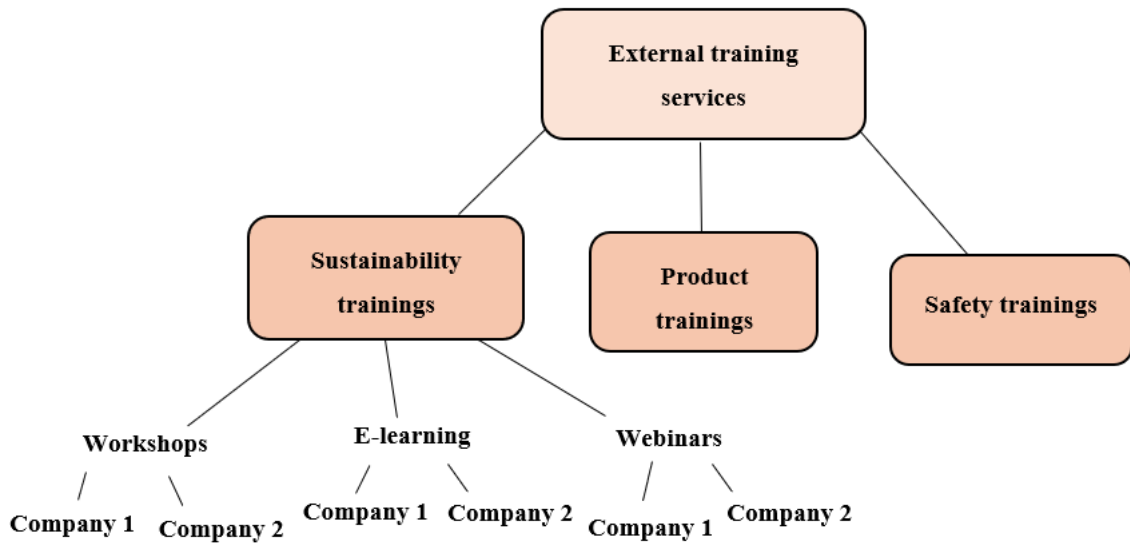 External training
services
Sustainability
trainings
Product
trainings
Safety trainings
Workshops
E-learning
Webinars
Company 1
Company 2
Company 1
Company 2
Company 1
Company 2